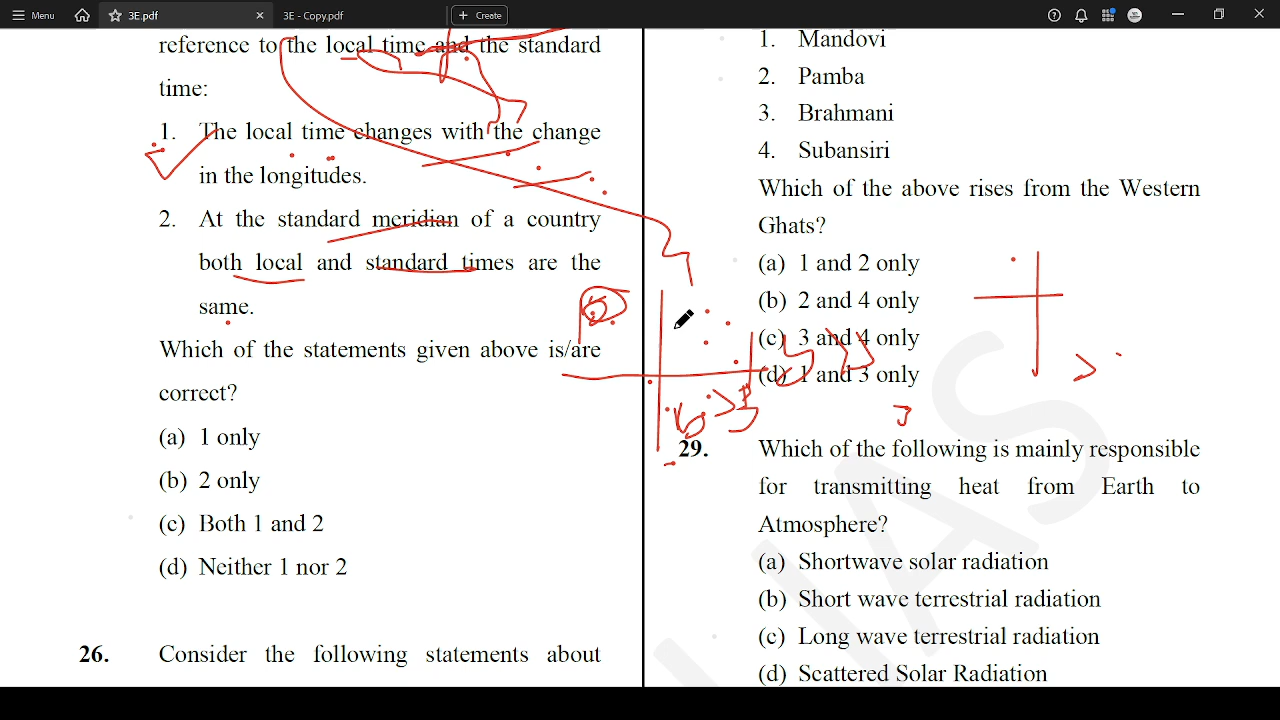 Menu
3E.pdf
3E - Copy.pdf
Create
reference to the local time and the standard
time:
1. The local time changes with the change
in the longitudes.
2. At the standard meridian of a country
both local and standard times are the
same.
Which of the statements given above is/are
correct?
(a) 1 only
(b) 2 only
(c) Both 1 and 2
(d) Neither 1 nor 2
26. Consider the following statements about
1. Mandovi
2. Pamba
3. Brahmani
4. Subansiri
Which of the above rises from the Western
Ghats?
(a) 1 and 2 only
(b) 2 and 4 only
(c) 3 and 4 only
(d) 1 and 3 only
29. Which of the following is mainly responsible
for transmitting heat from Earth to
Atmosphere?
(a) Shortwave solar radiation
(b) Short wave terrestrial radiation
(c) Long wave terrestrial radiation
(d) Scattered Solar Radiation
IAS